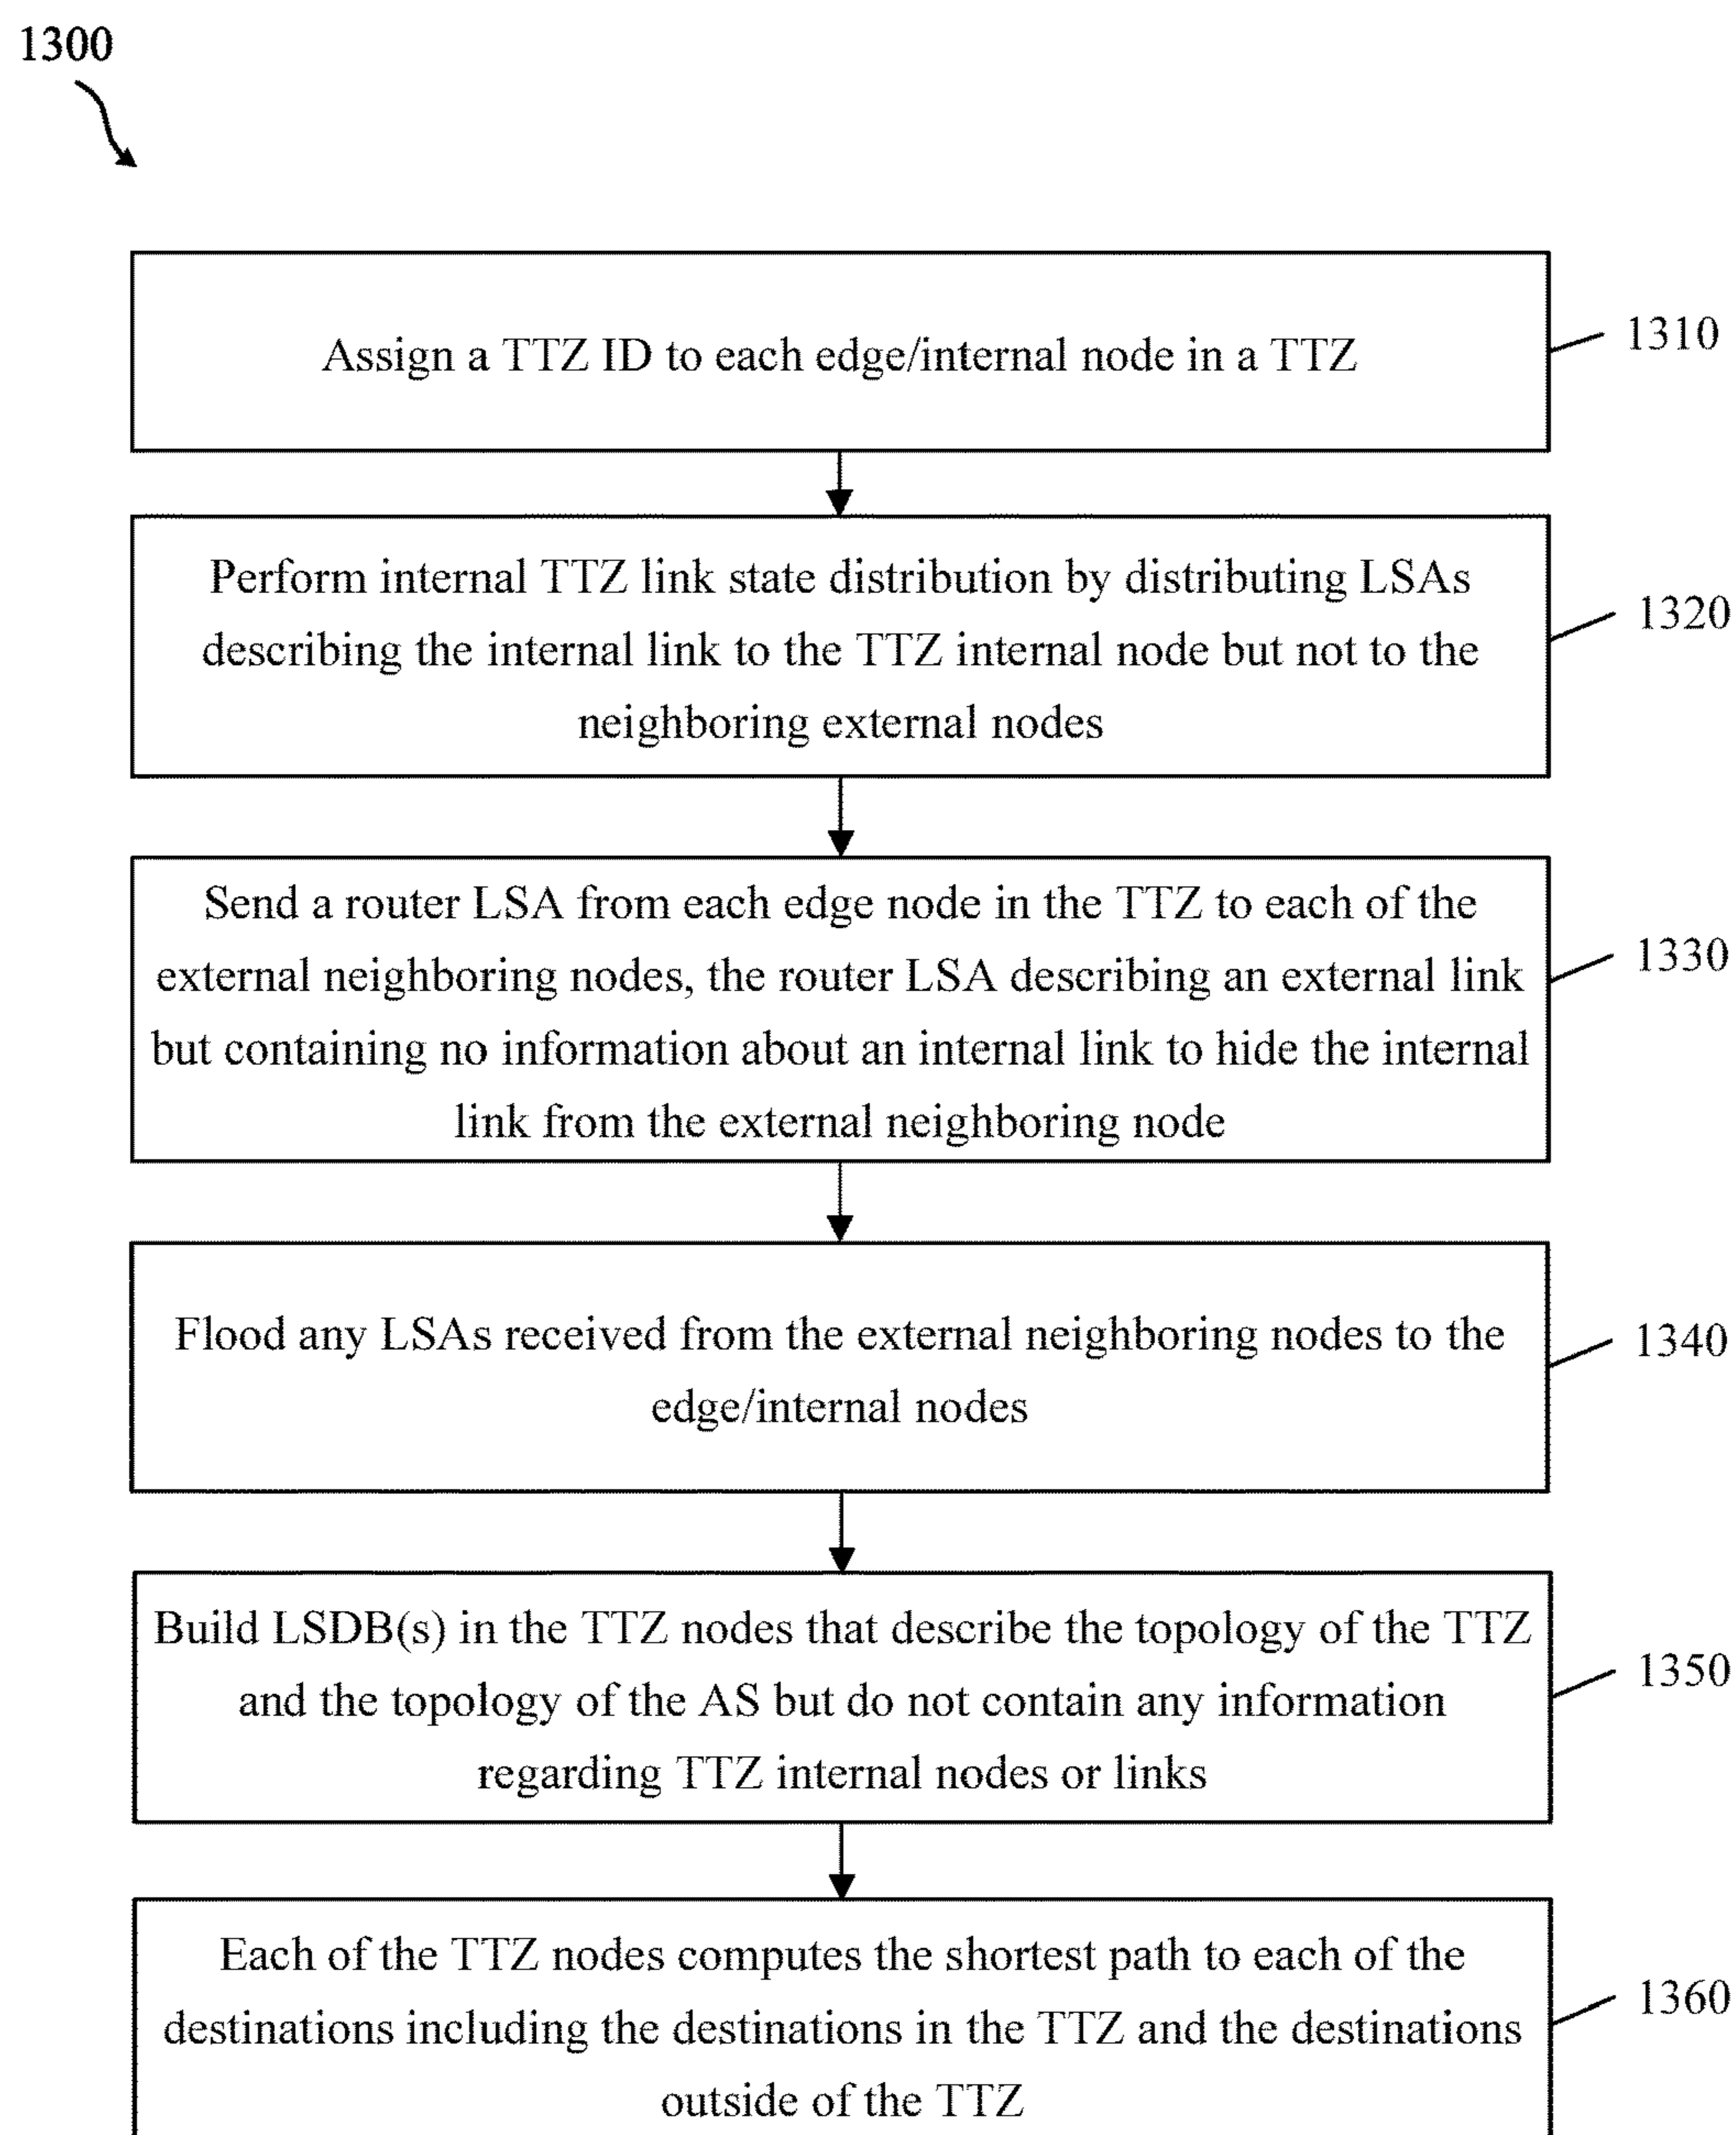 1300
Assign a TTZ ID to each edge/internal node in a TTZ
1310
Perform internal TTZ link state distribution by distributing LSAs
describing the internal link to the TTZ internal node but not to the
neighboring external nodes
1320
Send a router LSA from each edge node in the TTZ to each of the
external neighboring nodes, the router LSA describing an external link
but containing no information about an internal link to hide the internal
link from the external neighboring node
1330
Flood any LSAs received from the external neighboring nodes to the
edge/internal nodes
1340
Build LSDB(s) in the TTZ nodes that describe the topology of the TTZ
and the topology of the AS but do not contain any information
regarding TTZ internal nodes or links
1350
Each of the TTZ nodes computes the shortest path to each of the
destinations including the destinations in the TTZ and the destinations
outside of the TTZ
1360